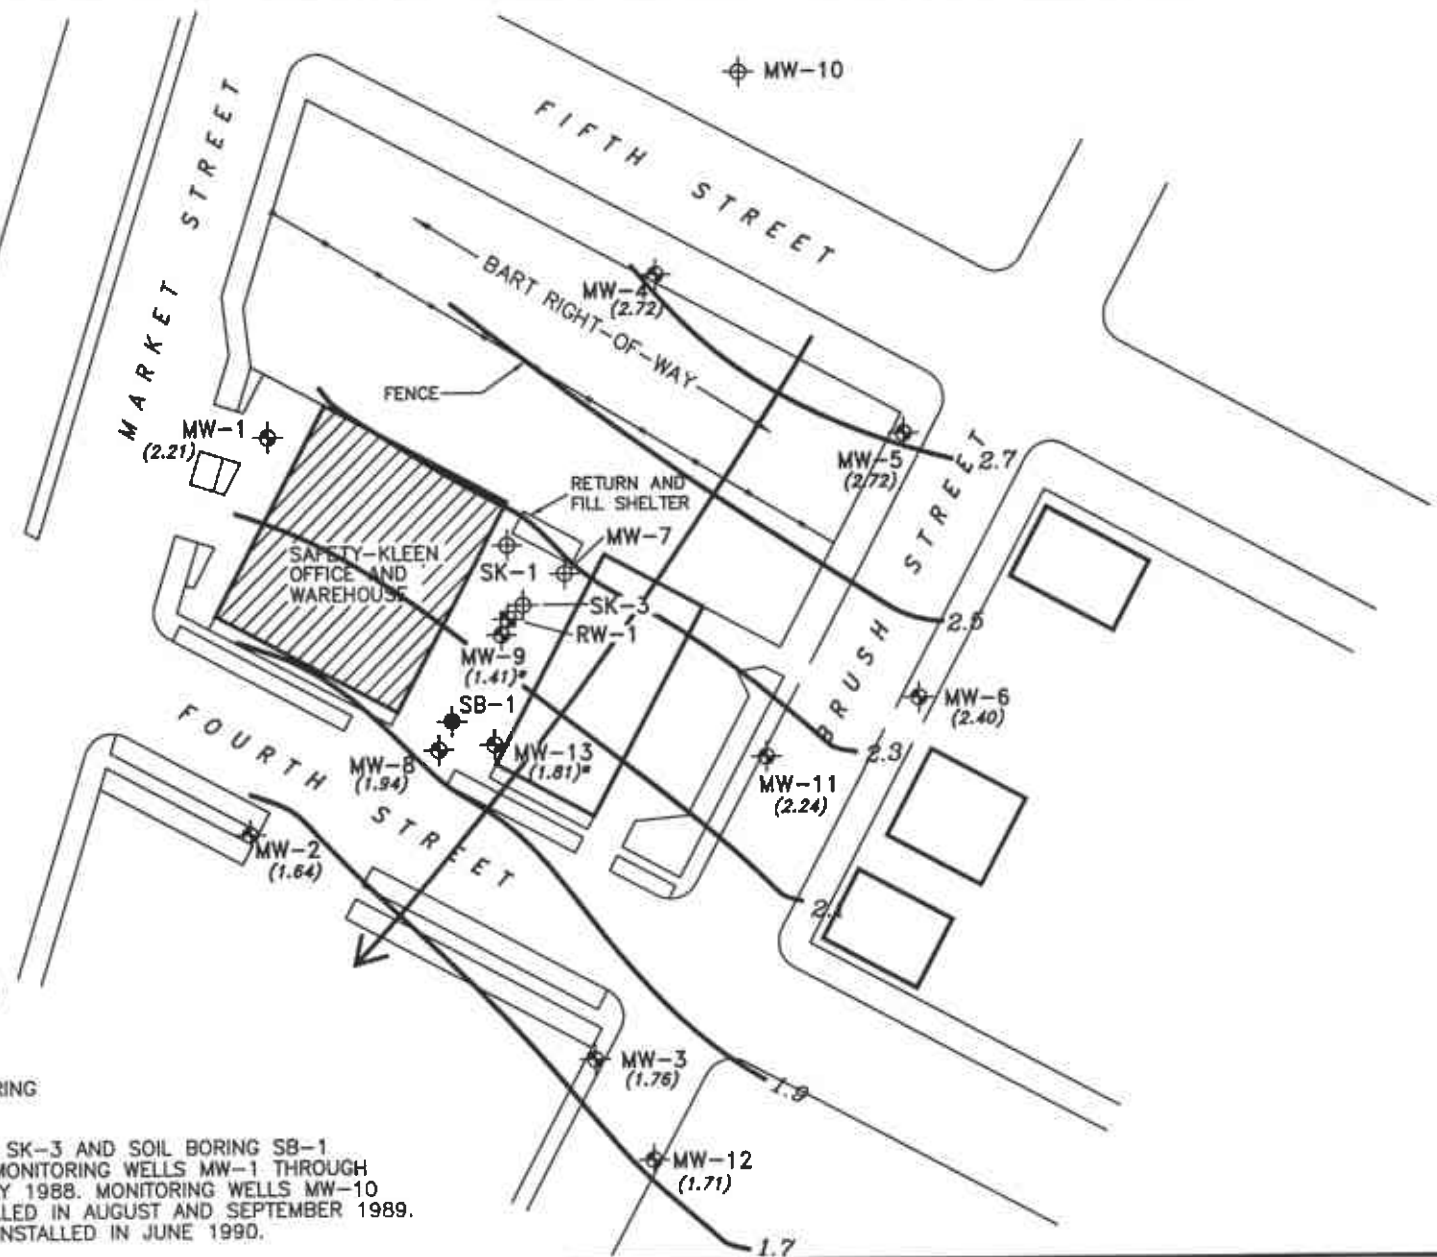 MW-10
FIFTH STREET
MARKET STREET
MW-4
(2.72)
BART RIGHT-OF-WAY
FENCE
MW-1
(2.21)
MW-5
(2.72)
2.7
RETURN AND
FILL SHELTER
MW-7
SAFETY-KLEEN
OFFICE AND
WAREHOUSE
SK-1
SK-3
RW-1
2.5
BRUSH STREET
MW-9
(1.41)*
MW-6
(2.40)
SB-1
MW-13
(1.81)*
2.3
MW-8
(1.94)
MW-11
(2.24)
FOURTH STREET
MW-2
(1.64)
2.1
MW-3
(1.76)
1.9
RING
SK-3 AND SOIL BORING SB-1
MONITORING WELLS MW-1 THROUGH
Y 1988. MONITORING WELLS MW-10
LED IN AUGUST AND SEPTEMBER 1989.
NSTALLED IN JUNE 1990.
MW-12
(1.71)
1.7